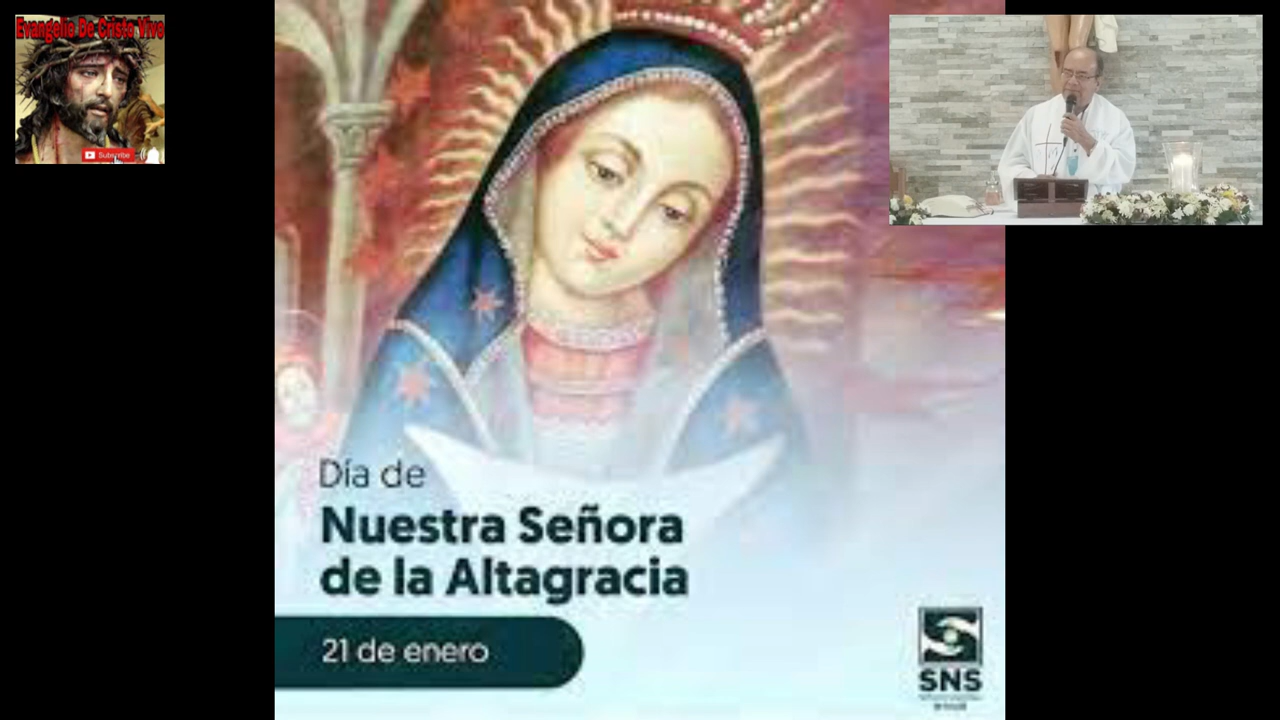 Evangelio De Cristo Vivo
Subscribe
Día de
Nuestra Señora
de la Altagracia
21 de enero
SNS